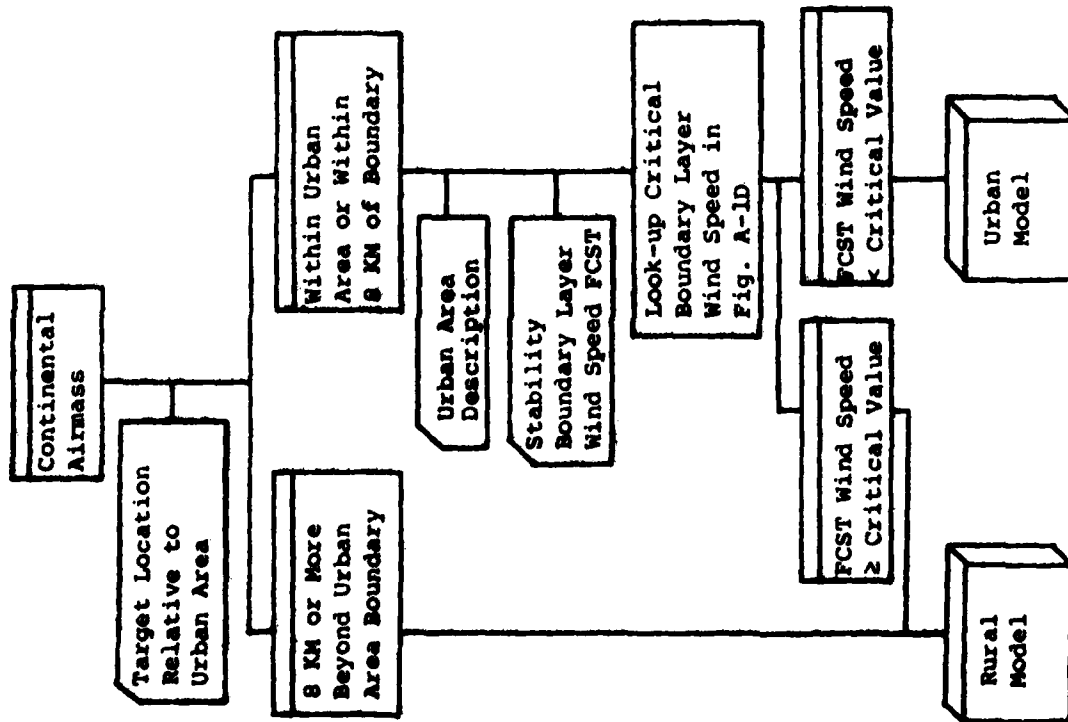 Continental
Airmass
Target Location
Relative to
Urban Area
8 KM or More
Beyond Urban
Area Boundary
Within Urban
Area or Within
8 KM of Boundary
Urban Area
Description
Stability
Boundary Layer
Wind Speed FCST
Look-up Critical
Boundary Layer
Wind Speed in
Fig. A-1D
FCST Wind Speed
≥ Critical Value
FCST Wind Speed
< Critical Value
Rural
Model
Urban
Model